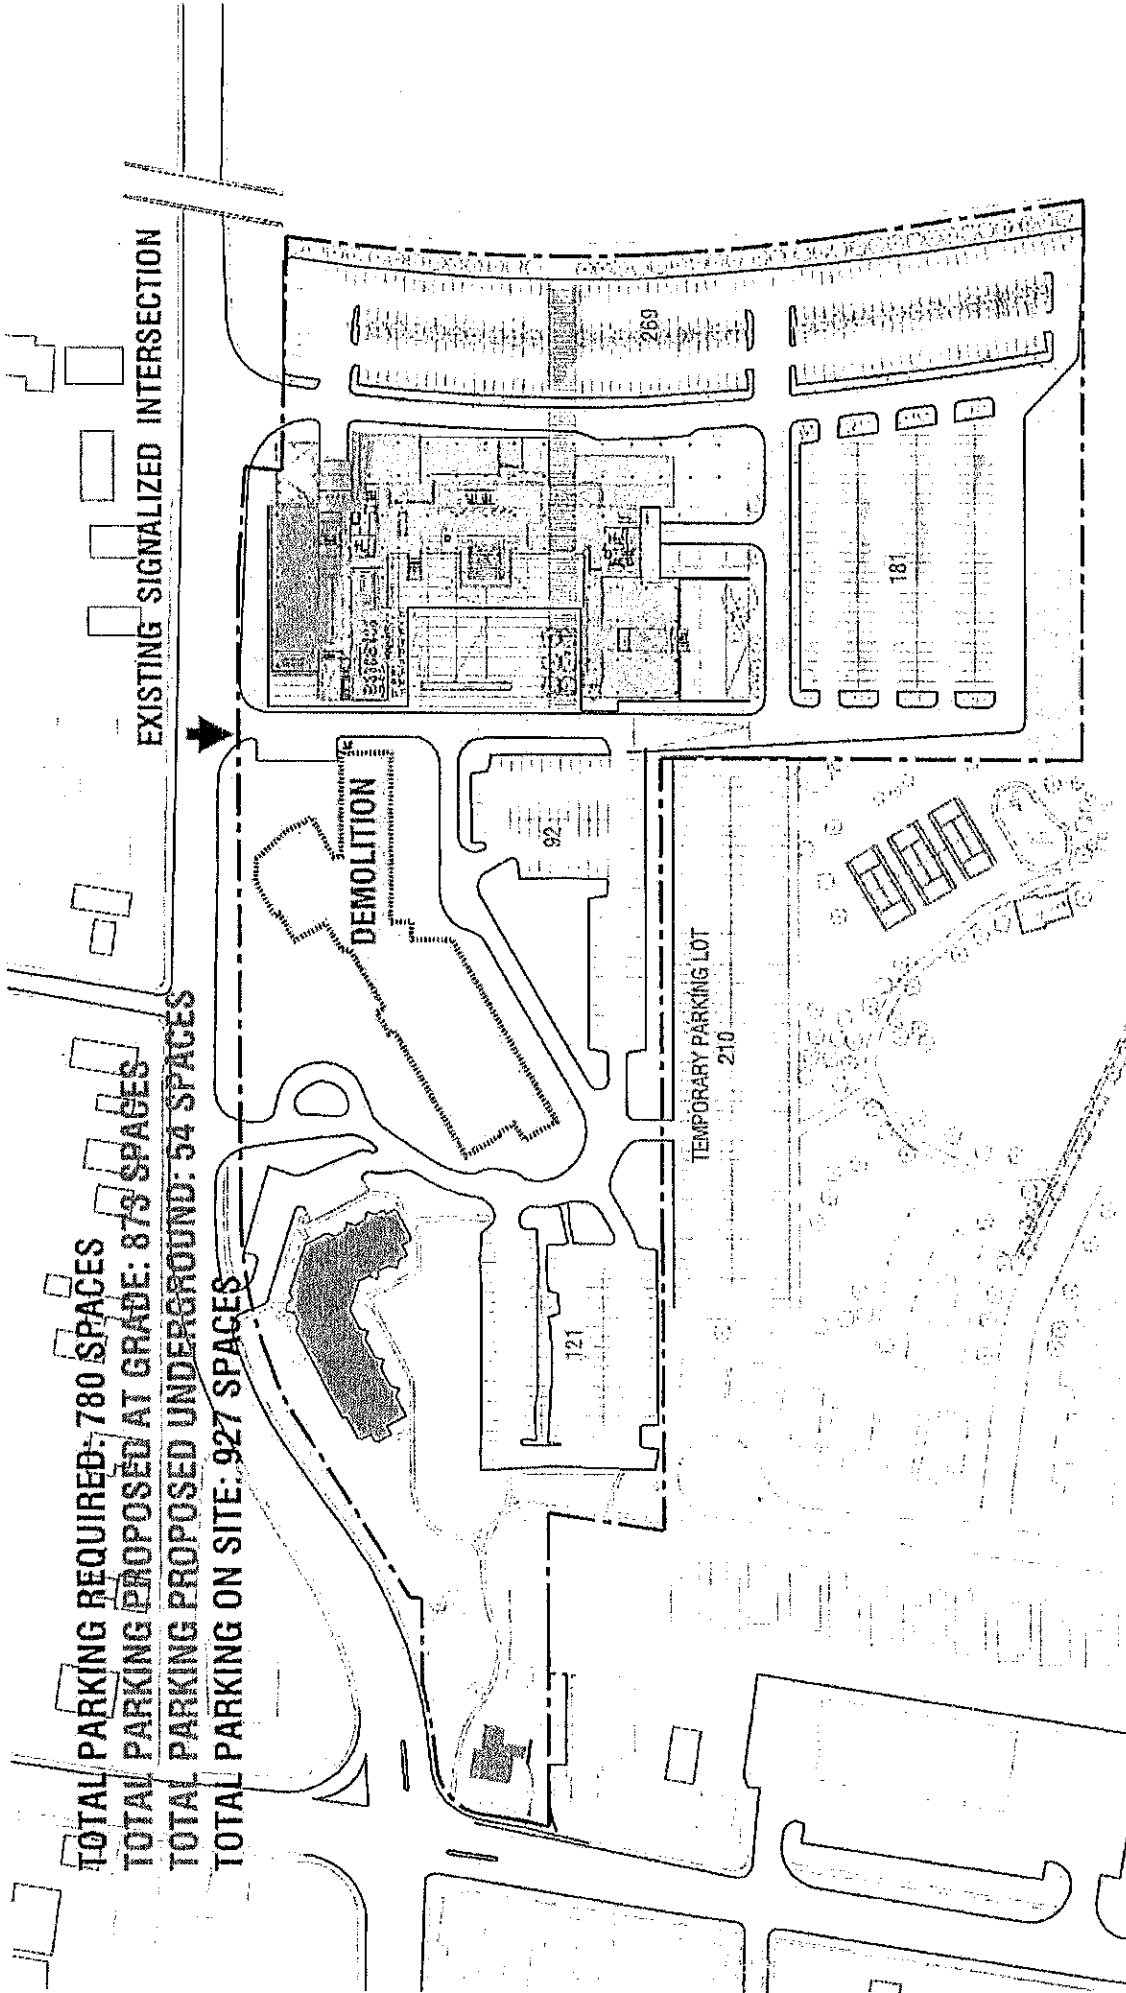 TOTAL PARKING REQUIRED: 780 SPACES
TOTAL PARKING PROPOSED AT GRADE: 873 SPACES
TOTAL PARKING PROPOSED UNDERGROUND: 54 SPACES
TOTAL PARKING ON SITE: 927 SPACES
EXISTING SIGNALIZED INTERSECTION
DEMOLITION
269
92
181
121
TEMPORARY PARKING LOT
210